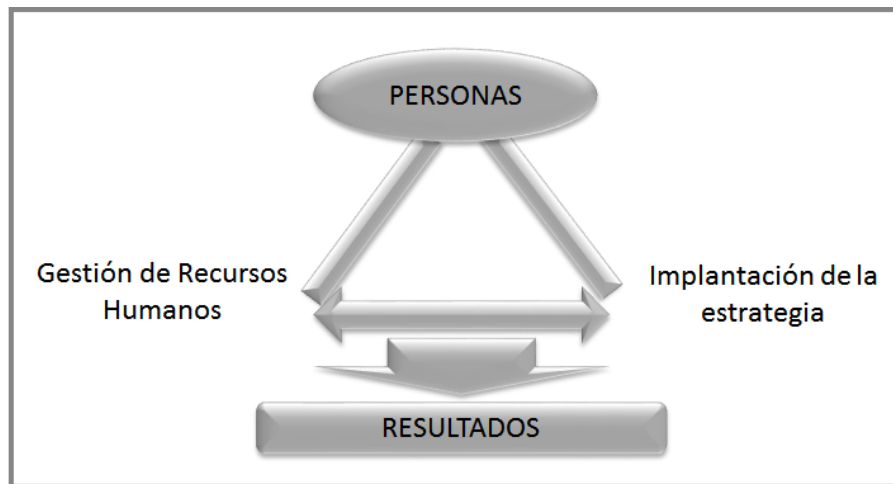 PERSONAS
Gestión de Recursos
Humanos
Implantación de la
estrategia
RESULTADOS